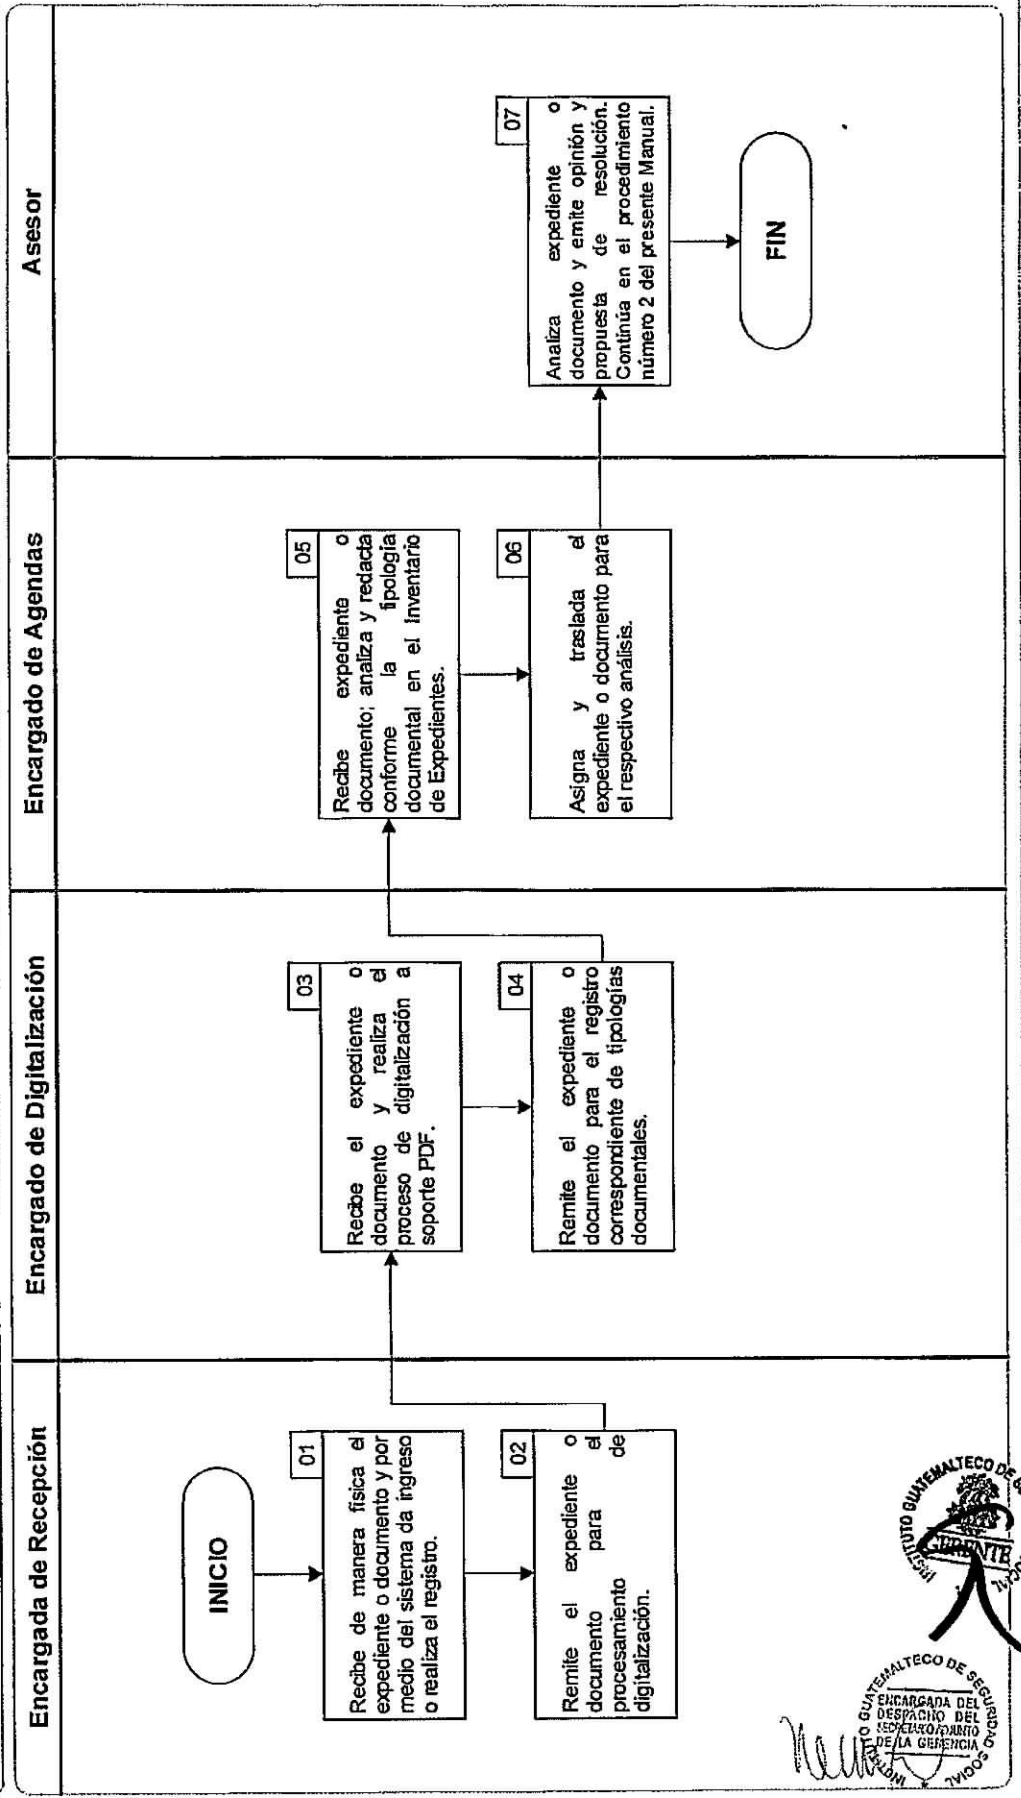 Encargada de Recepción
Encargado de Digitalización
Encargado de Agendas
Asesor
INICIO
01
Recibe de manera física el
expediente o documento y por
medio del sistema da ingreso
o realiza el registro.
02
Remite el expediente o
documento para el
procesamiento de
digitalización.
03
Recibe el expediente o
documento y realiza el
proceso de digitalización a
soporte PDF.
04
Remite el expediente o
documento para el registro
correspondiente de tipologías
documentales.
05
Recibe expediente o
documento; analiza y redacta
conforme la tipología
documental en el Inventario
de Expedientes.
06
Asigna y traslada el
expediente o documento para
el respectivo análisis.
07
Analiza expediente o
documento y emite opinión y
propuesta de resolución.
Continúa en el procedimiento
número 2 del presente Manual.
FIN
GUATEMALTECO DE SEGURIDAD SOCIAL
ENCARGADA DEL
DESPACHO DEL
DE LA GERENCIA
GUATEMALTECO DE
GERENTE